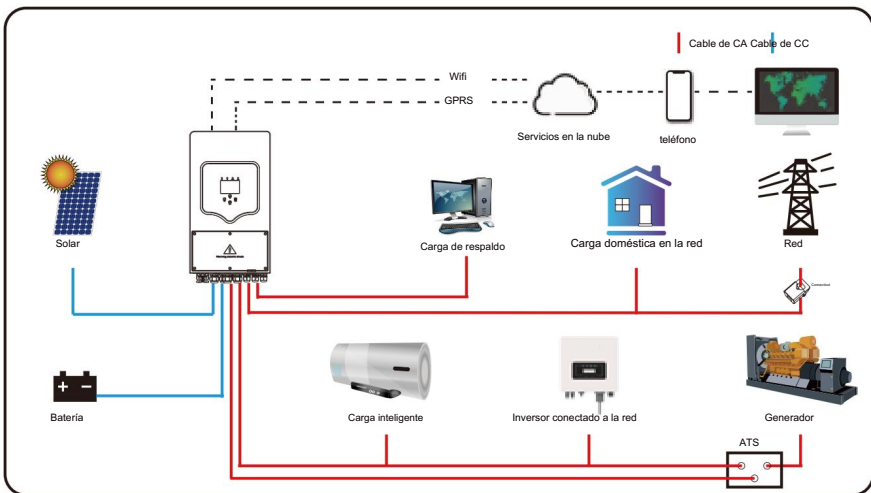 Cable de CA Cable de CC
Wifi
GPRS
Servicios en la nube
teléfono
Solar
Carga de respaldo
Carga doméstica en la red
Red
Batería
Carga inteligente
Inversor conectado a la red
Generador
ATS